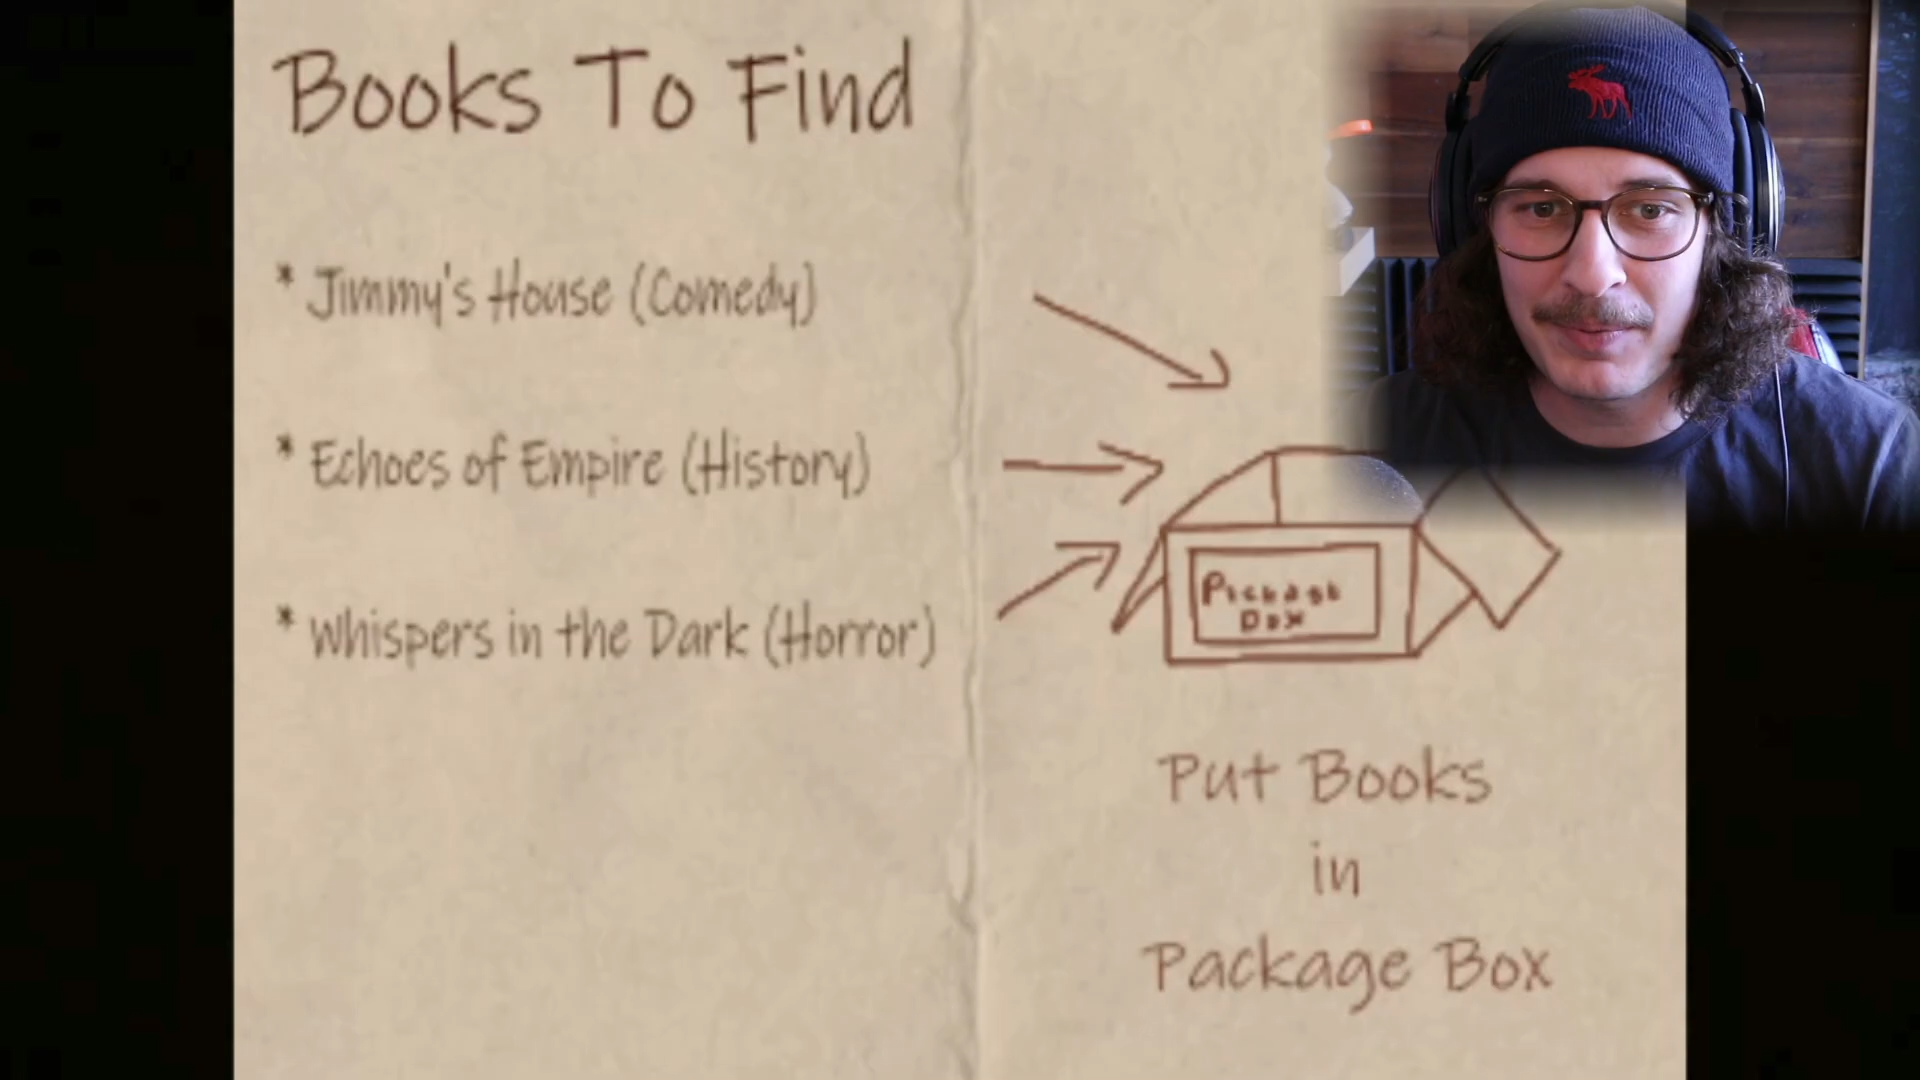 Books To Find
* Jimmy's House (Comedy)
* Echoes of Empire (History)
* Whispers in the Dark (Horror)
Package
Box
Put Books
in
Package Box